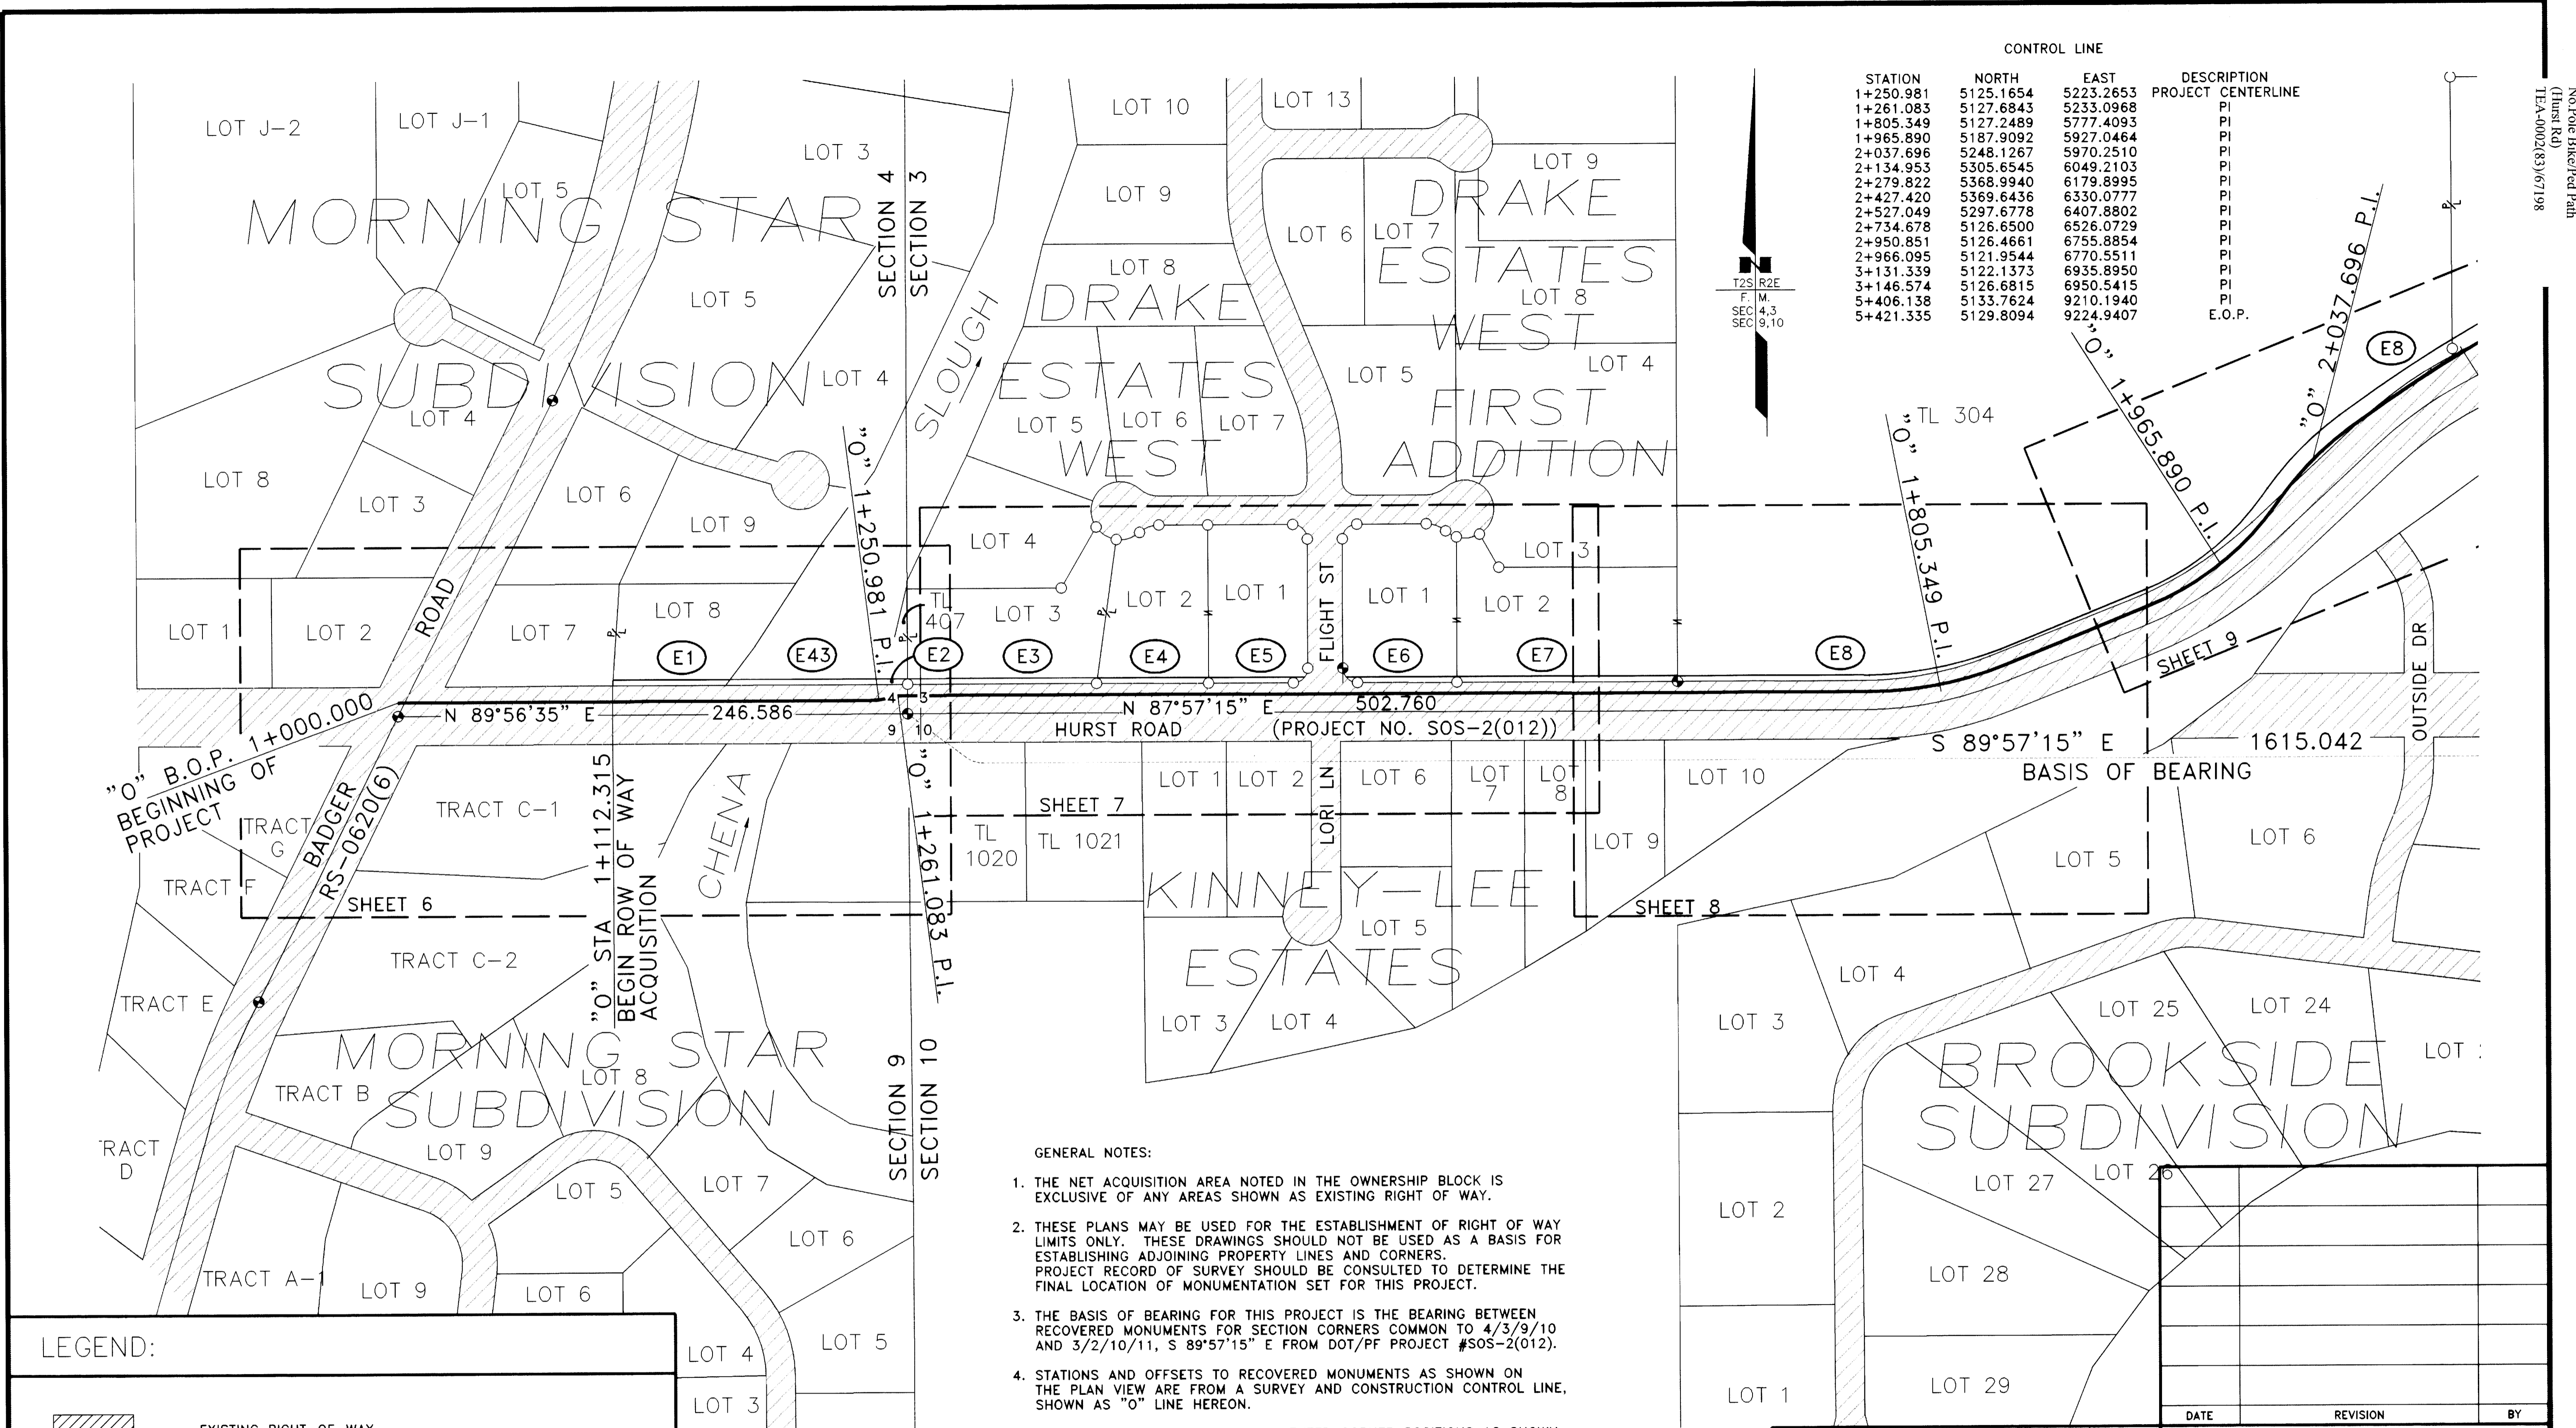 CONTROL LINE
STATION NORTH EAST DESCRIPTION
1+250.981 5125.1654 5223.2653 PROJECT CENTERLINE
1+261.083 5127.6843 5233.0968 PI
1+805.349 5127.2489 5777.4093 PI
1+965.890 5187.9092 5927.0464 PI
2+037.696 5248.1267 5970.2510 PI
2+134.953 5305.6545 6049.2103 PI
2+279.822 5368.9940 6179.8995 PI
2+427.420 5369.6436 6330.0777 PI
2+527.049 5297.6778 6407.8802 PI
2+734.678 5126.6500 6526.0729 PI
2+950.851 5126.4661 6755.8854 PI
2+966.095 5121.9544 6770.5511 PI
3+131.339 5122.1373 6935.8950 PI
3+146.574 5126.6815 6950.5415 PI
5+406.138 5133.7624 9210.1940 PI
5+421.335 5129.8094 9224.9407 E.O.P.
No.Pole Bike/Ped Path
(Hurst Rd)
TEA-0002(83)/67198
N
T2S R2E
F. M.
SEC 4,3
SEC 9,10
LOT J-2
LOT J-1
LOT 5
LOT 3
MORNING STAR
SUBDIVISION
LOT 5
LOT 4
LOT 4
LOT 8
LOT 3
LOT 6
LOT 9
LOT 1
LOT 2
LOT 7
LOT 8
SECTION 4
SECTION 3
SLOUGH
LOT 10
LOT 13
LOT 9
LOT 9
LOT 8
LOT 6
LOT 7
DRAKE
ESTATES
WEST
LOT 5
LOT 6
LOT 7
DRAKE
ESTATES
WEST
FIRST
ADDITION
LOT 8
LOT 5
LOT 4
LOT 4
LOT 3
TL
407
LOT 3
LOT 2
LOT 1
FLIGHT ST
LOT 1
LOT 2
TL 304
P/L
P/L
P/L
P/L
E1
E43
E2
E3
E4
E5
E6
E7
E8
E8
"O" 1+250.981 P.I.
"O" 1+805.349 P.I.
"O" 1+965.890 P.I.
"O" 2+037.696 P.I.
SHEET 9
OUTSIDE DR
ROAD
4 3
9 10
N 89°56'35" E 246.586
N 87°57'15" E 502.760
HURST ROAD (PROJECT NO. SOS-2(012))
S 89°57'15" E 1615.042
BASIS OF BEARING
"O" B.O.P. 1+000.000
BEGINNING OF
PROJECT
BADGER
RS-0620(6)
"O" STA 1+112.315
BEGIN ROW OF WAY
ACQUISITION
CHENA
"O" 1+261.083 P.I.
TRACT
G
TRACT C-1
TRACT F
SHEET 6
TRACT C-2
TRACT E
TRACT B
MORNING STAR
SUBDIVISION
LOT 8
LOT 9
TRACT
D
LOT 5
LOT 7
LOT 6
TRACT A-1
LOT 9
LOT 6
LOT 5
LOT 4
LOT 3
SECTION 9
SECTION 10
TL
1020
TL 1021
SHEET 7
LOT 1
LOT 2
LORI LN
LOT 6
LOT
7
LOT
8
LOT 10
LOT 9
KINNEY-LEE
ESTATES
LOT 5
LOT 3
LOT 4
SHEET 8
LOT 5
LOT 6
LOT 4
LOT 3
LOT 25
LOT 24
LOT
BROOKSIDE
SUBDIVISION
LOT 2
LOT 27
LOT 26
LOT 28
LOT 1
LOT 29
GENERAL NOTES:
1. THE NET ACQUISITION AREA NOTED IN THE OWNERSHIP BLOCK IS
EXCLUSIVE OF ANY AREAS SHOWN AS EXISTING RIGHT OF WAY.
2. THESE PLANS MAY BE USED FOR THE ESTABLISHMENT OF RIGHT OF WAY
LIMITS ONLY. THESE DRAWINGS SHOULD NOT BE USED AS A BASIS FOR
ESTABLISHING ADJOINING PROPERTY LINES AND CORNERS.
PROJECT RECORD OF SURVEY SHOULD BE CONSULTED TO DETERMINE THE
FINAL LOCATION OF MONUMENTATION SET FOR THIS PROJECT.
3. THE BASIS OF BEARING FOR THIS PROJECT IS THE BEARING BETWEEN
RECOVERED MONUMENTS FOR SECTION CORNERS COMMON TO 4/3/9/10
AND 3/2/10/11, S 89°57'15" E FROM DOT/PF PROJECT #SOS-2(012).
4. STATIONS AND OFFSETS TO RECOVERED MONUMENTS AS SHOWN ON
THE PLAN VIEW ARE FROM A SURVEY AND CONSTRUCTION CONTROL LINE,
SHOWN AS "O" LINE HEREON.
LEGEND:
EXISTING RIGHT OF WAY
DATE REVISION BY